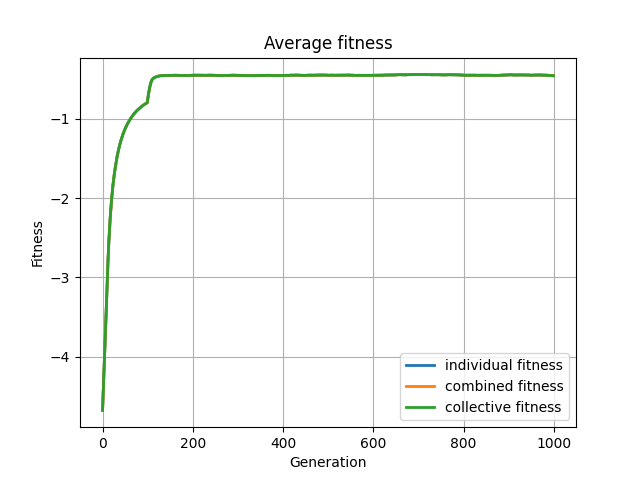 Average fitness
Fitness
−1
−2
−3
−4
individual fitness
combined fitness
collective fitness
0 200 400 600 800 1000
Generation